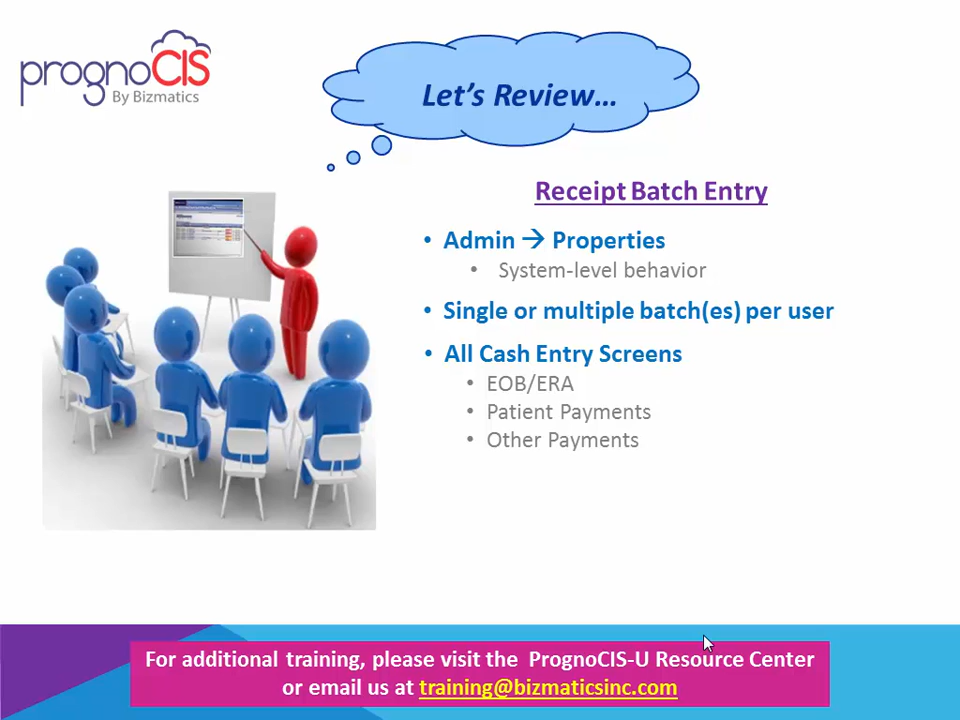 prognoCIS
By Bizmatics
Let's Review...
Receipt Batch Entry
• Admin → Properties
• System-level behavior
• Single or multiple batch(es) per user
• All Cash Entry Screens
• EOB/ERA
• Patient Payments
• Other Payments
For additional training, please visit the PrognoCIS-U Resource Center
or email us at training@bizmaticsinc.com